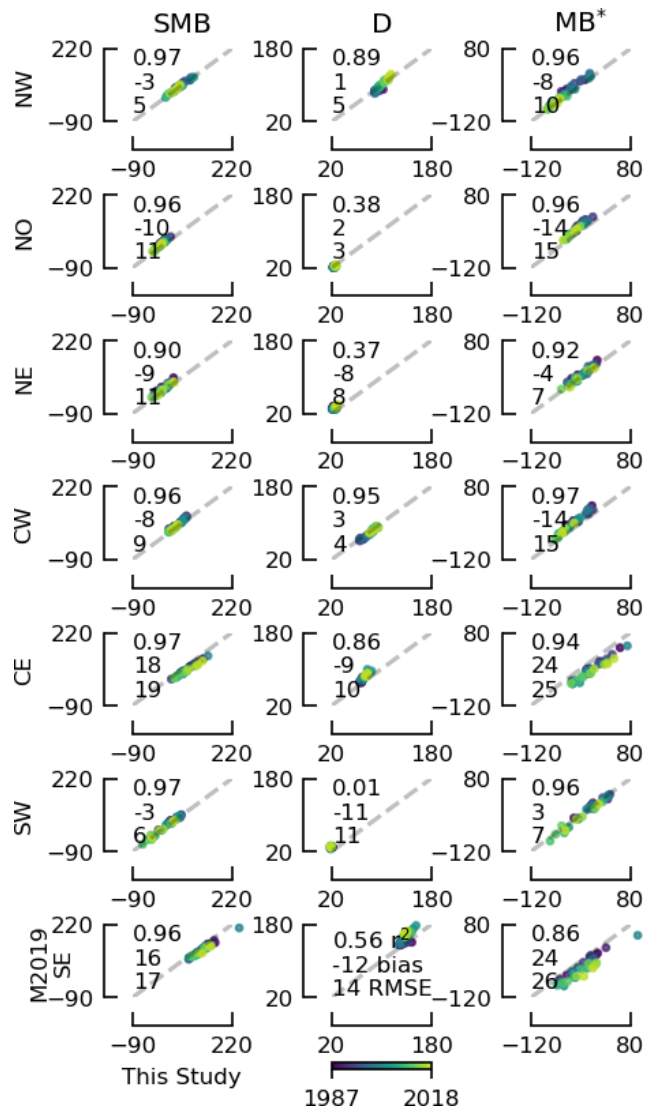 SMB D MB*
220 180 80
0.97 0.89 0.96
NW -3 1 -8
5 5 10
−90 20 −120
−90 220 20 180 −120 80
220 180 80
0.96 0.38 0.96
NO -10 2 -14
11 3 15
−90 20 −120
−90 220 20 180 −120 80
220 180 80
0.90 0.37 0.92
NE -9 -8 -4
11 8 7
−90 20 −120
−90 220 20 180 −120 80
220 180 80
0.96 0.95 0.97
CW -8 3 -14
9 4 15
−90 20 −120
−90 220 20 180 −120 80
220 180 80
0.97 0.86 0.94
CE 18 -9 24
19 10 25
−90 20 −120
−90 220 20 180 −120 80
220 180 80
0.97 0.01 0.96
SW -3 -11 3
6 11 7
−90 20 −120
−90 220 20 180 −120 80
220 180 80
0.96 0.56 r² 0.86
M2019 SE 16 -12 bias 24
17 14 RMSE 26
−90 20 −120
−90 220 20 180 −120 80
This Study
1987 2018